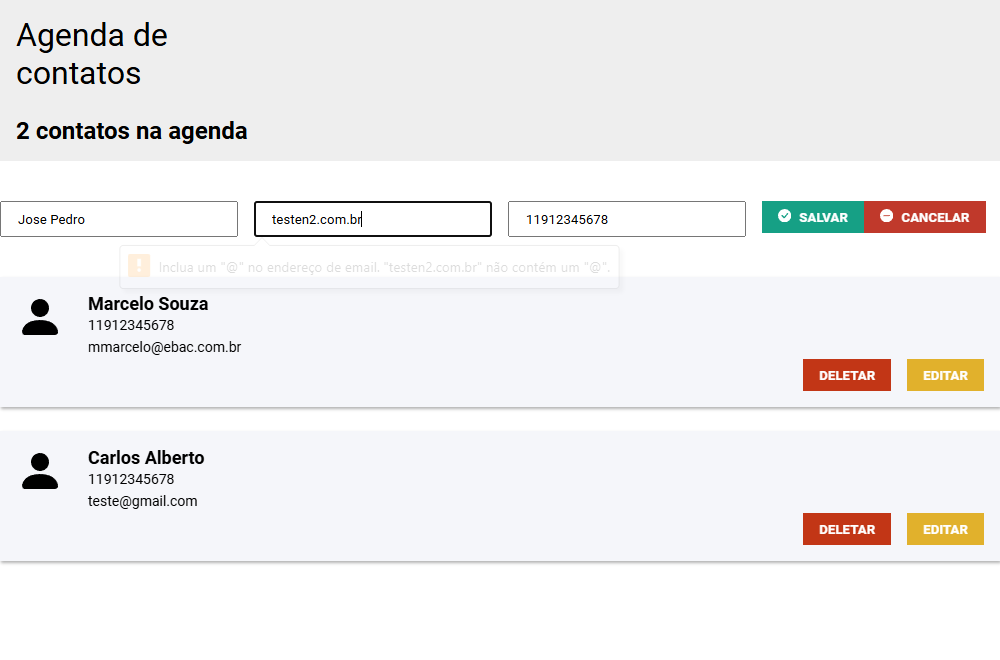 Agenda de
contatos
2 contatos na agenda
Jose Pedro testen2.com.br 11912345678 SALVAR CANCELAR
! Inclua um "@" no endereço de email. "testen2.com.br" não contém um "@".
Marcelo Souza
11912345678
mmarcelo@ebac.com.br
DELETAR EDITAR
Carlos Alberto
11912345678
teste@gmail.com
DELETAR EDITAR